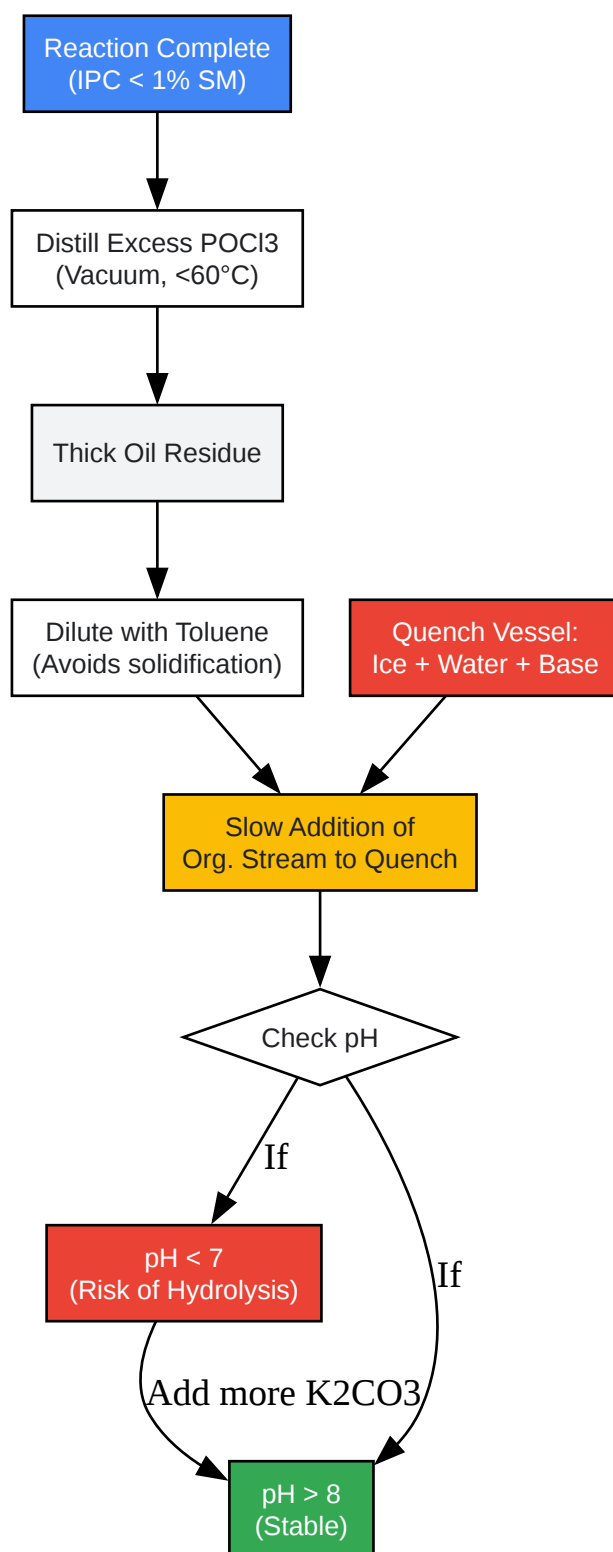 Reaction Complete
(IPC < 1% SM)
Distill Excess POCl3
(Vacuum, <60°C)
Thick Oil Residue
Dilute with Toluene
(Avoids solidification)
Quench Vessel:
Ice + Water + Base
Slow Addition of
Org. Stream to Quench
Check pH
If
pH < 7
(Risk of Hydrolysis)
If
Add more K2CO3
pH > 8
(Stable)